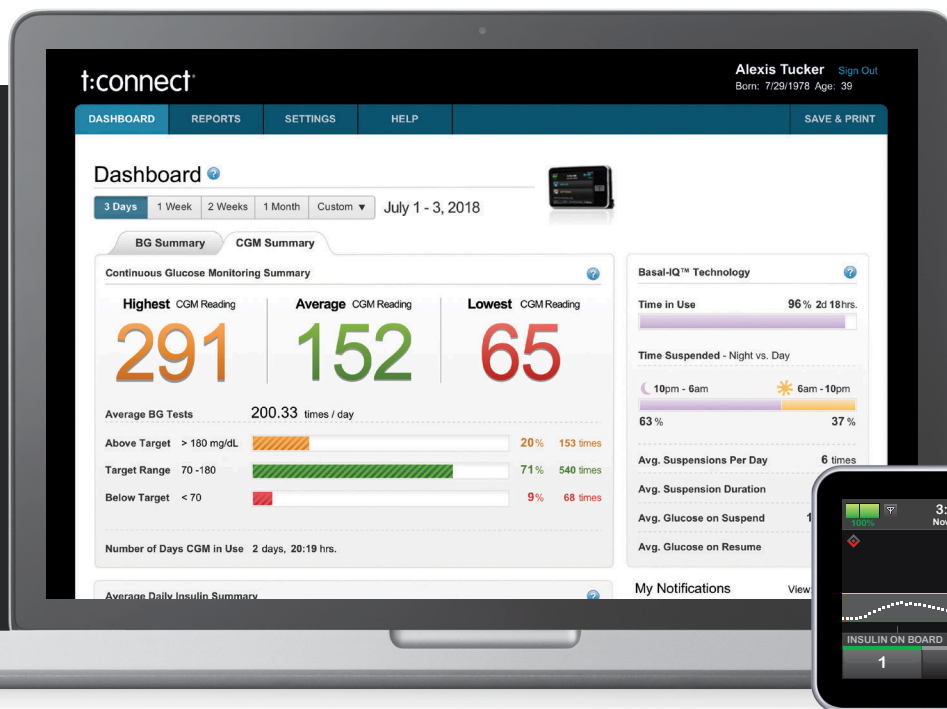 t:connect
Alexis Tucker Sign Out
Born: 7/29/1978 Age: 39
DASHBOARD REPORTS SETTINGS HELP SAVE & PRINT
Dashboard ?
3 Days 1 Week 2 Weeks 1 Month Custom ▼ July 1 - 3, 2018
BG Summary CGM Summary
Continuous Glucose Monitoring Summary ?
Highest CGM Reading Average CGM Reading Lowest CGM Reading
291 152 65
Average BG Tests 200.33 times / day
Above Target > 180 mg/dL 20% 153 times
Target Range 70 -180 71% 540 times
Below Target < 70 9% 68 times
Number of Days CGM in Use 2 days, 20:19 hrs.
Average Daily Insulin Summary ?
Basal-IQ™ Technology ?
Time in Use 96% 2d 18hrs.
Time Suspended - Night vs. Day
10pm - 6am 6am - 10pm
63% 37%
Avg. Suspensions Per Day 6 times
Avg. Suspension Duration
Avg. Glucose on Suspend 1
Avg. Glucose on Resume
My Notifications View:
100% 3:
Nov
INSULIN ON BOARD
1